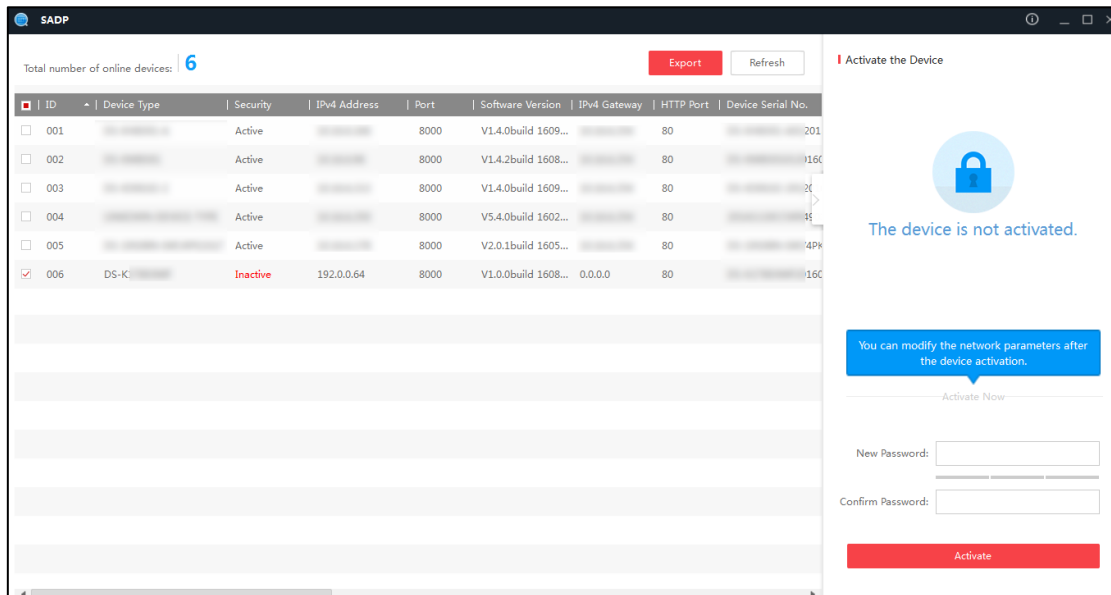 SADP
Total number of online devices: 6
Export
Refresh
ID Device Type Security IPv4 Address Port Software Version IPv4 Gateway HTTP Port Device Serial No.
001 Active 8000 V1.4.0build 1609... 80
002 Active 8000 V1.4.2build 1608... 80
003 Active 8000 V1.4.0build 1609... 80
004 Active 8000 V5.4.0build 1602... 80
005 Active 8000 V2.0.1build 1605... 80
006 DS-K Inactive 192.0.0.64 8000 V1.0.0build 1608... 0.0.0.0 80
Activate the Device
The device is not activated.
You can modify the network parameters after
the device activation.
Activate Now
New Password:
Confirm Password:
Activate